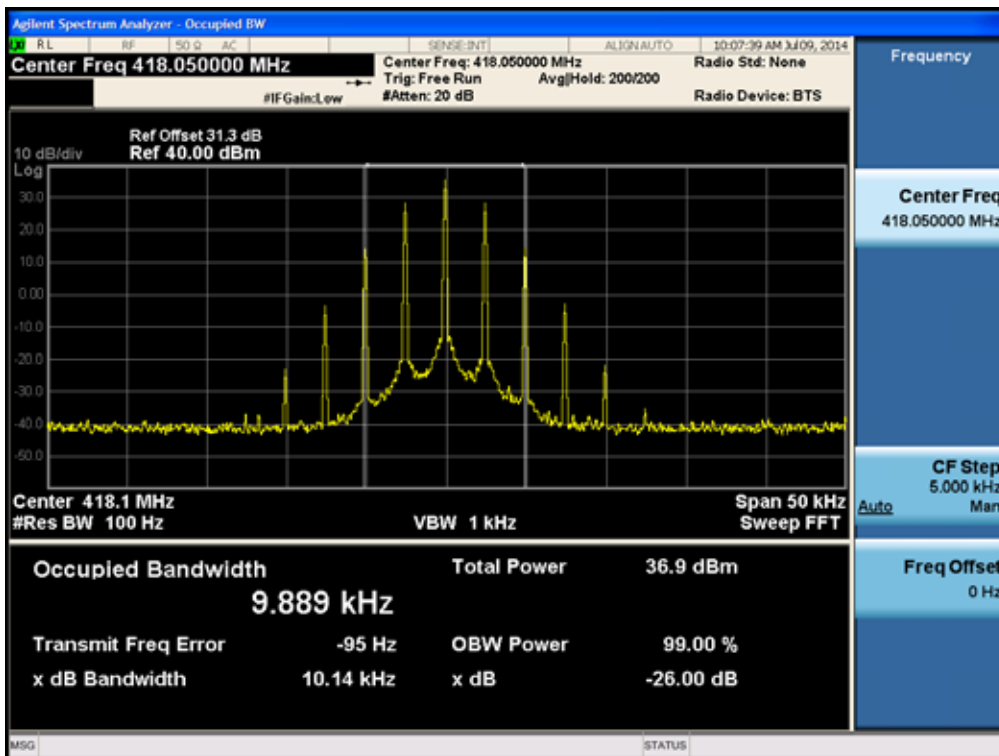 Agilent Spectrum Analyzer - Occupied BW
RL RF 50 Ω AC SENSE:INT ALIGN AUTO 10:07:39 AM Jul 09, 2014
Center Freq 418.050000 MHz
Center Freq: 418.050000 MHz
Radio Std: None
Trig: Free Run Avg|Hold: 200/200
#IFGain:Low
#Atten: 20 dB
Radio Device: BTS
Frequency
Ref Offset 31.3 dB
10 dB/div Ref 40.00 dBm
Log
30.0
20.0
10.0
0.00
-10.0
-20.0
-30.0
-40.0
-50.0
Center 418.1 MHz
Span 50 kHz
#Res BW 100 Hz
VBW 1 kHz
Sweep FFT
Center Freq
418.050000 MHz
CF Step
5.000 kHz
Auto Man
Freq Offset
0 Hz
Occupied Bandwidth
9.889 kHz
Total Power 36.9 dBm
Transmit Freq Error -95 Hz
OBW Power 99.00 %
x dB Bandwidth 10.14 kHz
x dB -26.00 dB
MSG
STATUS